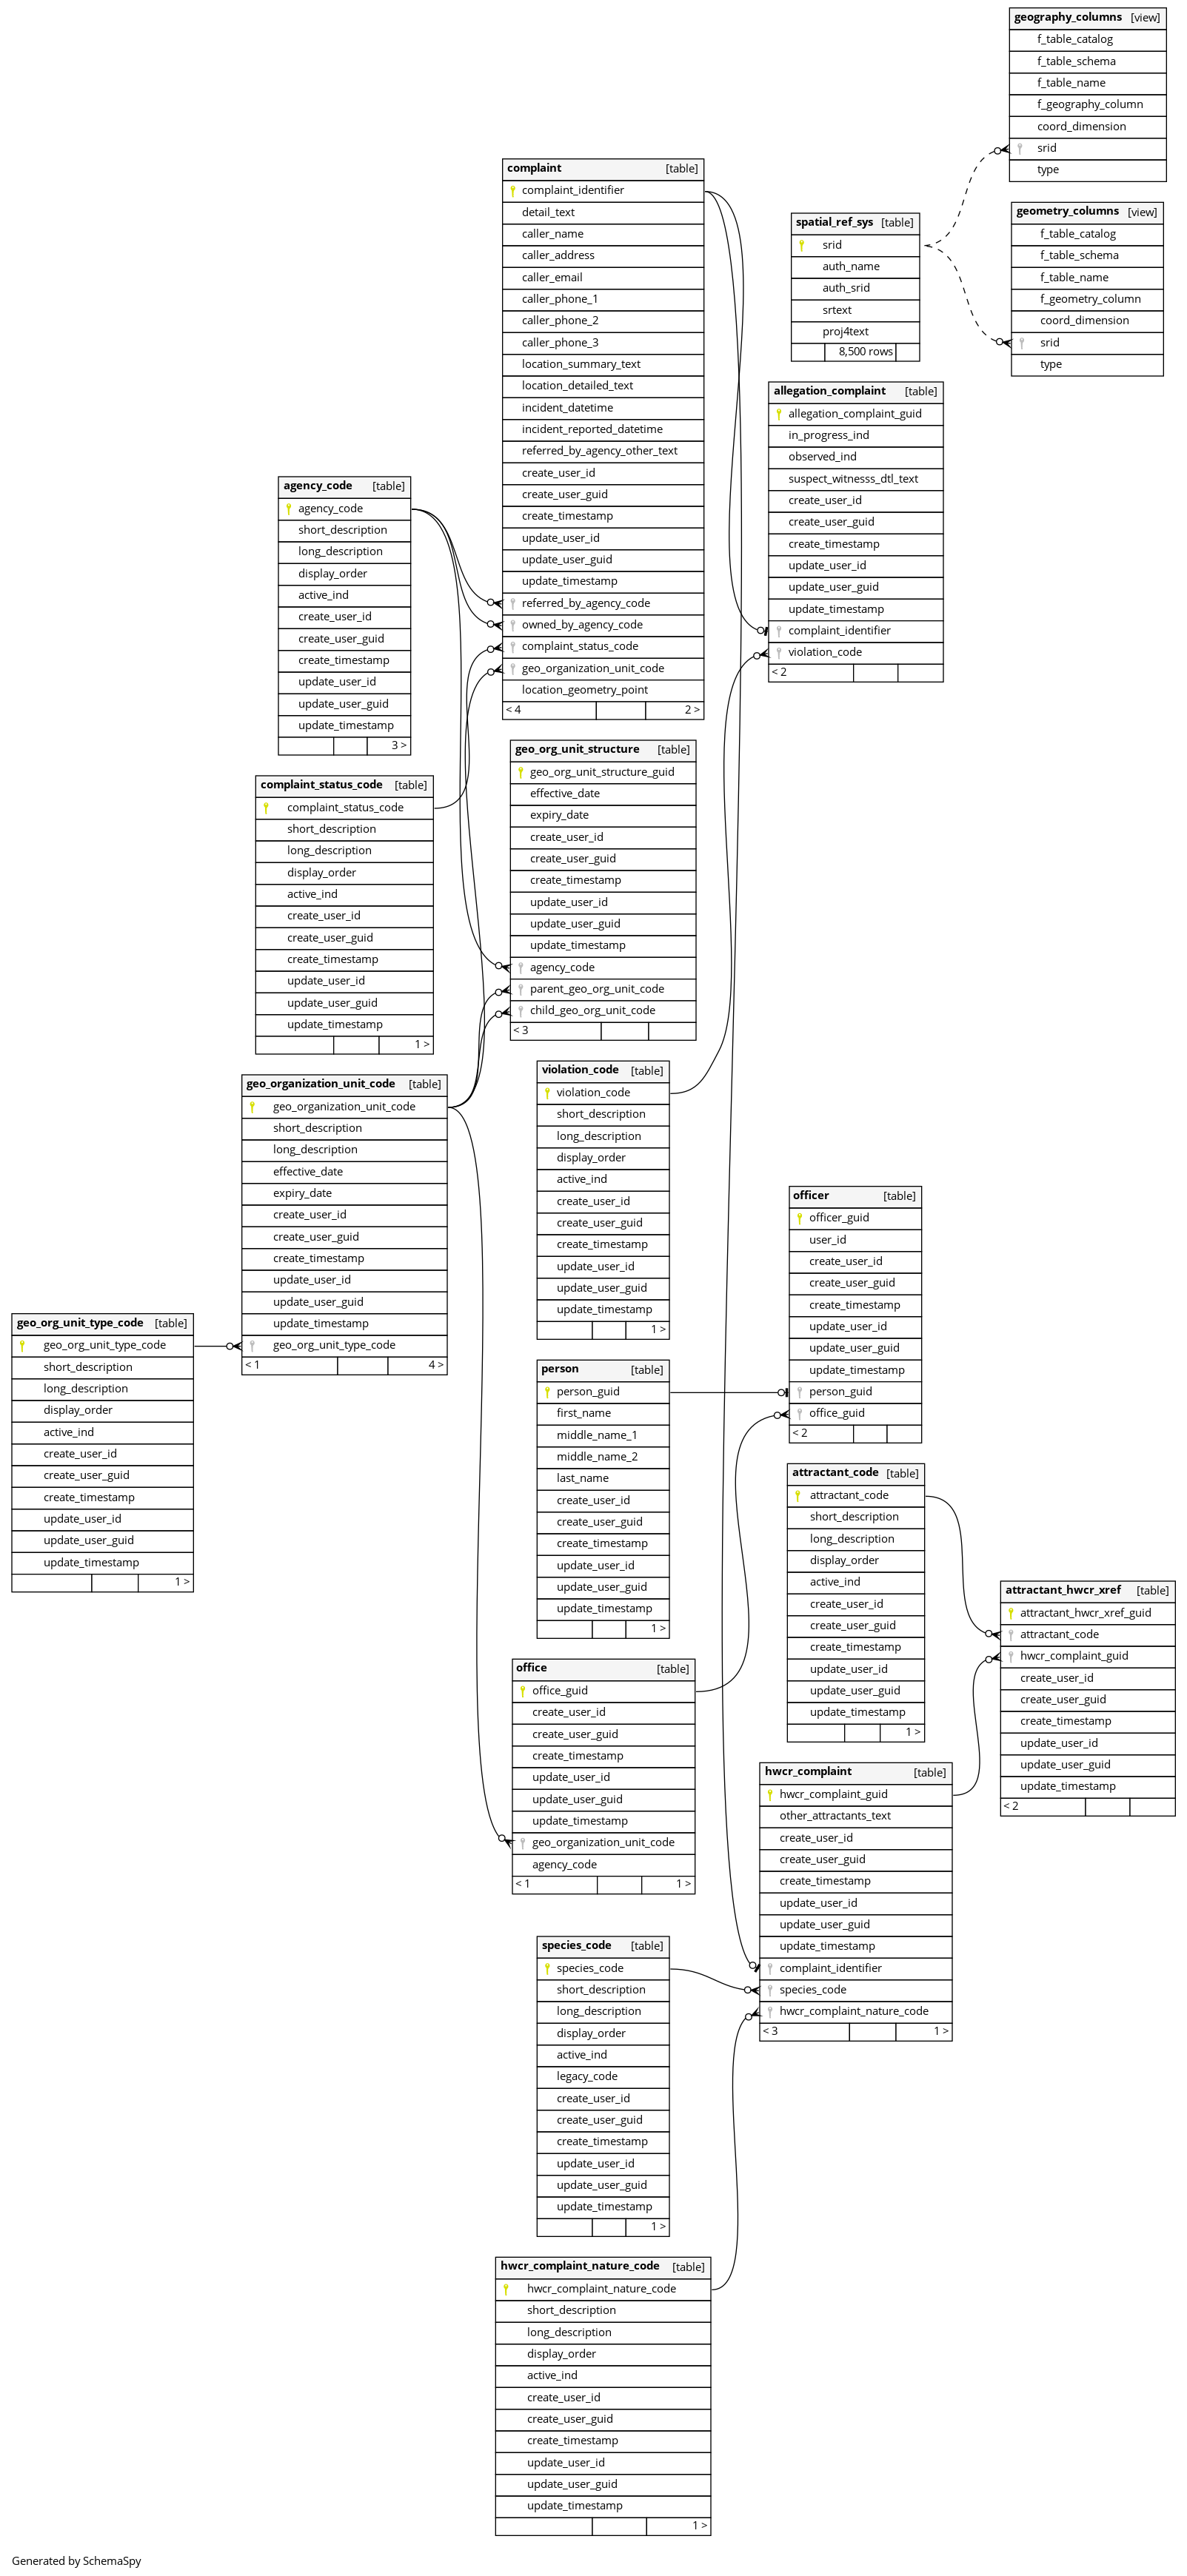 geography_columns [view]
f_table_catalog
f_table_schema
f_table_name
f_geography_column
coord_dimension
srid
type
complaint [table]
complaint_identifier
detail_text
caller_name
caller_address
caller_email
caller_phone_1
caller_phone_2
caller_phone_3
location_summary_text
location_detailed_text
incident_datetime
incident_reported_datetime
referred_by_agency_other_text
create_user_id
create_user_guid
create_timestamp
update_user_id
update_user_guid
update_timestamp
referred_by_agency_code
owned_by_agency_code
complaint_status_code
geo_organization_unit_code
location_geometry_point
< 4 2 >
spatial_ref_sys [table]
srid
auth_name
auth_srid
srtext
proj4text
8,500 rows
geometry_columns [view]
f_table_catalog
f_table_schema
f_table_name
f_geometry_column
coord_dimension
srid
type
allegation_complaint [table]
allegation_complaint_guid
in_progress_ind
observed_ind
suspect_witnesss_dtl_text
create_user_id
create_user_guid
create_timestamp
update_user_id
update_user_guid
update_timestamp
complaint_identifier
violation_code
< 2
agency_code [table]
agency_code
short_description
long_description
display_order
active_ind
create_user_id
create_user_guid
create_timestamp
update_user_id
update_user_guid
update_timestamp
3 >
geo_org_unit_structure [table]
geo_org_unit_structure_guid
effective_date
expiry_date
create_user_id
create_user_guid
create_timestamp
update_user_id
update_user_guid
update_timestamp
agency_code
parent_geo_org_unit_code
child_geo_org_unit_code
< 3
complaint_status_code [table]
complaint_status_code
short_description
long_description
display_order
active_ind
create_user_id
create_user_guid
create_timestamp
update_user_id
update_user_guid
update_timestamp
1 >
violation_code [table]
violation_code
short_description
long_description
display_order
active_ind
create_user_id
create_user_guid
create_timestamp
update_user_id
update_user_guid
update_timestamp
1 >
geo_organization_unit_code [table]
geo_organization_unit_code
short_description
long_description
effective_date
expiry_date
create_user_id
create_user_guid
create_timestamp
update_user_id
update_user_guid
update_timestamp
geo_org_unit_type_code
< 1 4 >
officer [table]
officer_guid
user_id
create_user_id
create_user_guid
create_timestamp
update_user_id
update_user_guid
update_timestamp
person_guid
office_guid
< 2
geo_org_unit_type_code [table]
geo_org_unit_type_code
short_description
long_description
display_order
active_ind
create_user_id
create_user_guid
create_timestamp
update_user_id
update_user_guid
update_timestamp
1 >
person [table]
person_guid
first_name
middle_name_1
middle_name_2
last_name
create_user_id
create_user_guid
create_timestamp
update_user_id
update_user_guid
update_timestamp
1 >
attractant_code [table]
attractant_code
short_description
long_description
display_order
active_ind
create_user_id
create_user_guid
create_timestamp
update_user_id
update_user_guid
update_timestamp
1 >
attractant_hwcr_xref [table]
attractant_hwcr_xref_guid
attractant_code
hwcr_complaint_guid
create_user_id
create_user_guid
create_timestamp
update_user_id
update_user_guid
update_timestamp
< 2
office [table]
office_guid
create_user_id
create_user_guid
create_timestamp
update_user_id
update_user_guid
update_timestamp
geo_organization_unit_code
agency_code
< 1 1 >
hwcr_complaint [table]
hwcr_complaint_guid
other_attractants_text
create_user_id
create_user_guid
create_timestamp
update_user_id
update_user_guid
update_timestamp
complaint_identifier
species_code
hwcr_complaint_nature_code
< 3 1 >
species_code [table]
species_code
short_description
long_description
display_order
active_ind
legacy_code
create_user_id
create_user_guid
create_timestamp
update_user_id
update_user_guid
update_timestamp
1 >
hwcr_complaint_nature_code [table]
hwcr_complaint_nature_code
short_description
long_description
display_order
active_ind
create_user_id
create_user_guid
create_timestamp
update_user_id
update_user_guid
update_timestamp
1 >
Generated by SchemaSpy